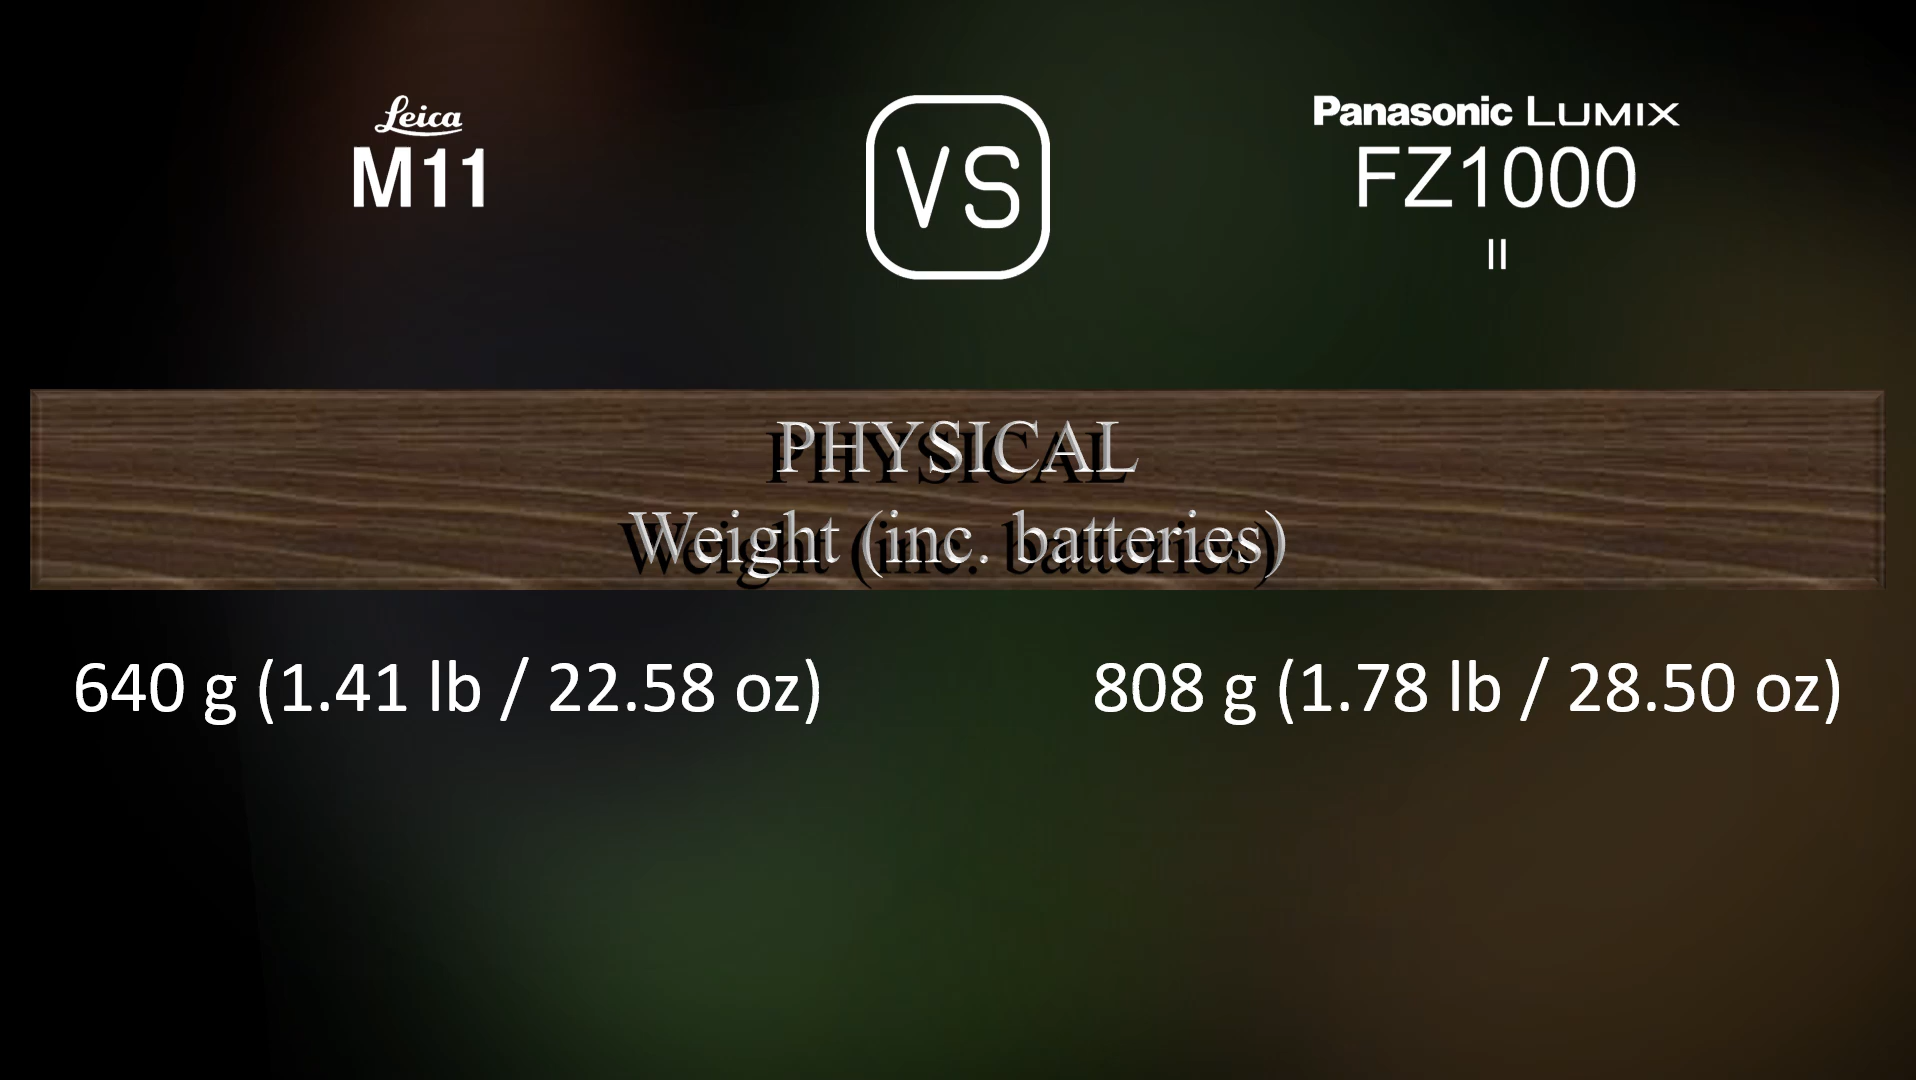 Leica
M11
VS
Panasonic LUMIX
FZ1000
II
PHYSICAL
Weight (inc. batteries)
640 g (1.41 lb / 22.58 oz)
808 g (1.78 lb / 28.50 oz)